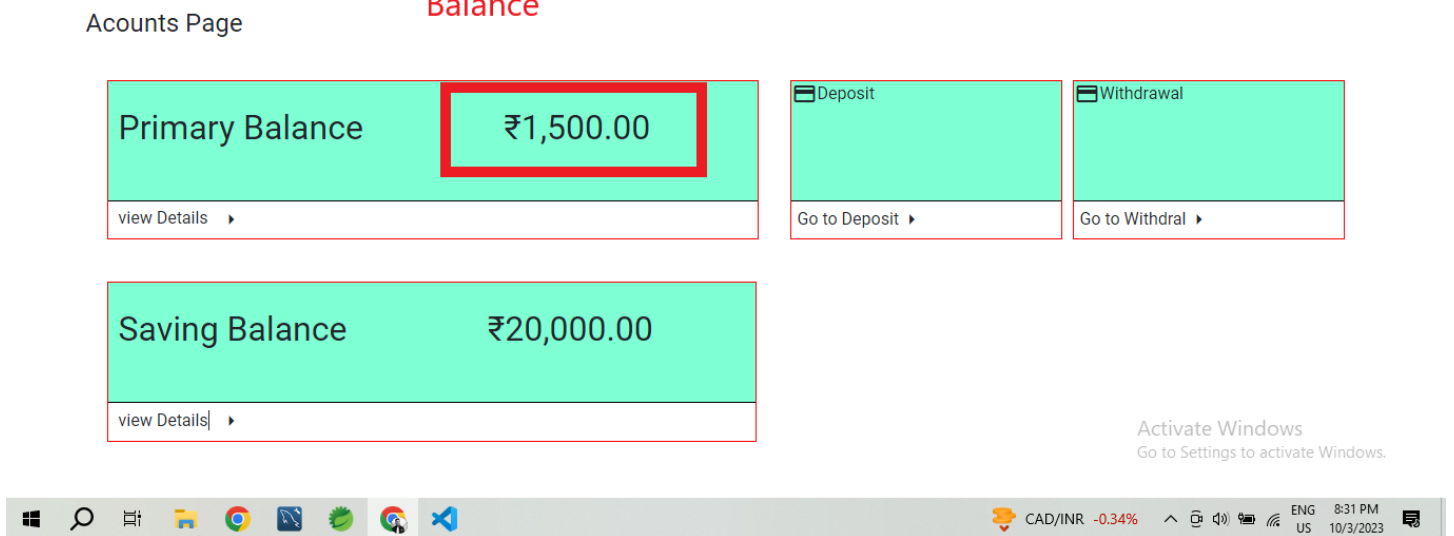 Balance
Acounts Page
Primary Balance ₹1,500.00
view Details
Deposit
Go to Deposit
Withdrawal
Go to Withdral
Saving Balance ₹20,000.00
view Details
Activate Windows
Go to Settings to activate Windows.
CAD/INR -0.34%
ENG
US
8:31 PM
10/3/2023